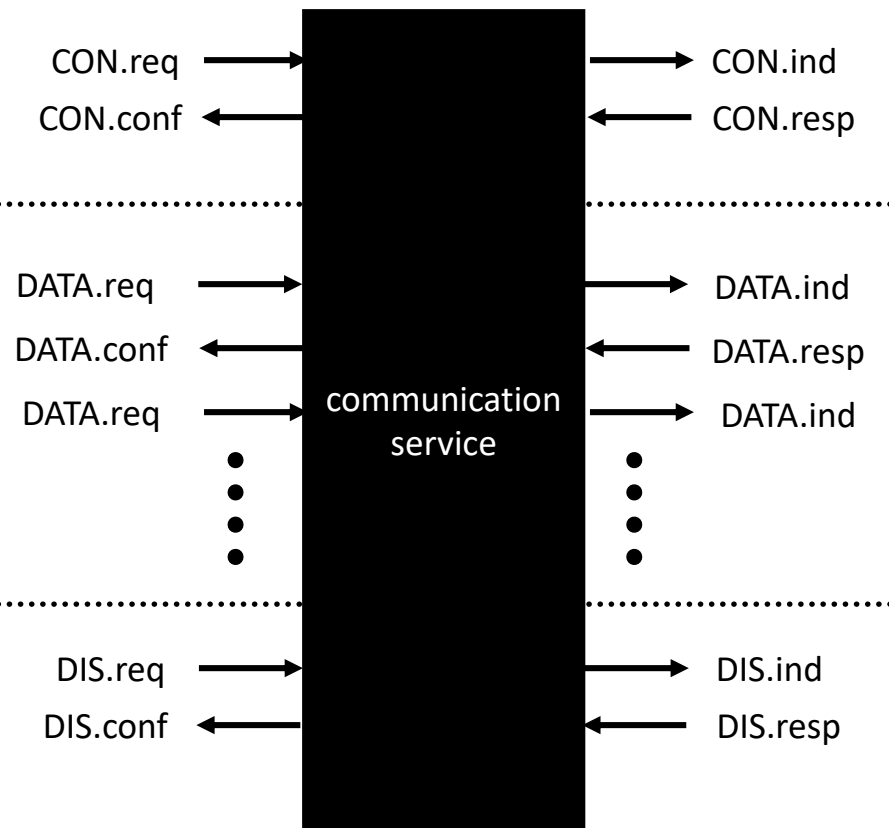 CON.req
CON.ind
CON.conf
CON.resp
DATA.req
DATA.ind
DATA.conf
DATA.resp
DATA.req
communication
service
DATA.ind
DIS.req
DIS.ind
DIS.conf
DIS.resp